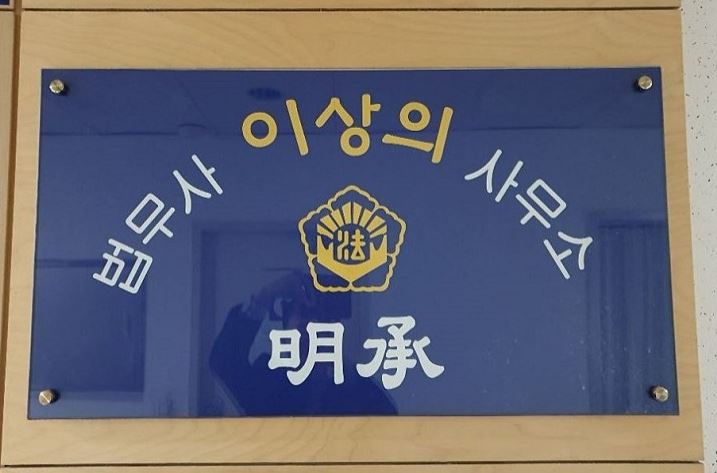 법무사 이상의 사무소
法
明承